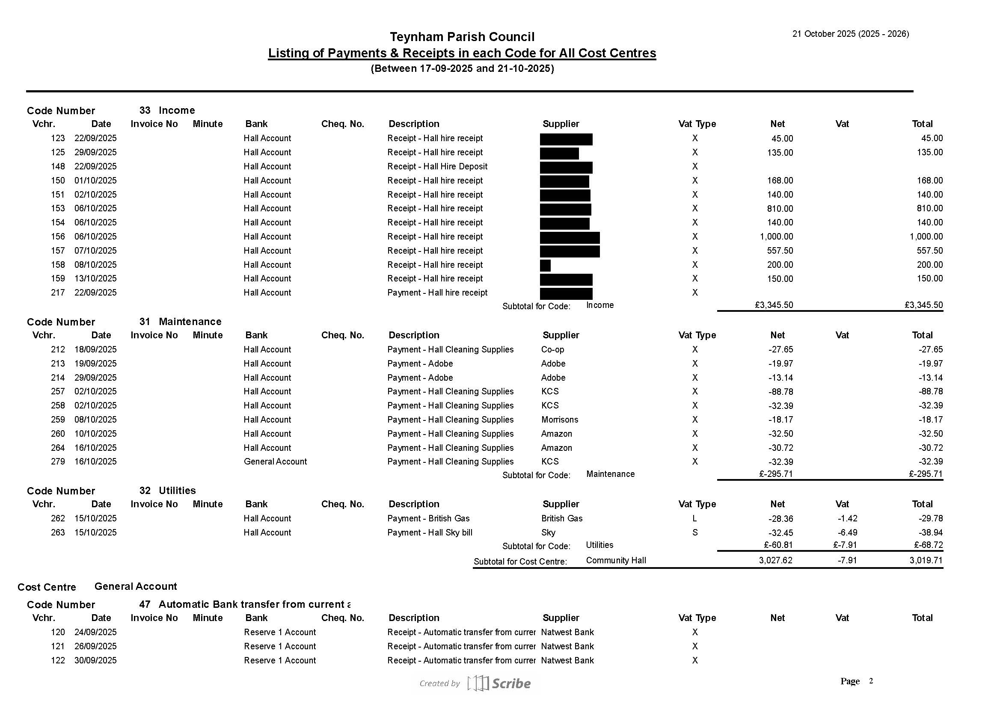 21 October 2025 (2025 - 2026)
Teynham Parish Council
Listing of Payments & Receipts in each Code for All Cost Centres
(Between 17-09-2025 and 21-10-2025)
Code Number 33 Income
Vchr. Date Invoice No Minute Bank Cheq. No. Description Supplier Vat Type Net Vat Total
123 22/09/2025 Hall Account Receipt - Hall hire receipt X 45.00 45.00
125 29/09/2025 Hall Account Receipt - Hall hire receipt X 135.00 135.00
148 22/09/2025 Hall Account Receipt - Hall Hire Deposit X
150 01/10/2025 Hall Account Receipt - Hall hire receipt X 168.00 168.00
151 02/10/2025 Hall Account Receipt - Hall hire receipt X 140.00 140.00
153 06/10/2025 Hall Account Receipt - Hall hire receipt X 810.00 810.00
154 06/10/2025 Hall Account Receipt - Hall hire receipt X 140.00 140.00
156 06/10/2025 Hall Account Receipt - Hall hire receipt X 1,000.00 1,000.00
157 07/10/2025 Hall Account Receipt - Hall hire receipt X 557.50 557.50
158 08/10/2025 Hall Account Receipt - Hall hire receipt X 200.00 200.00
159 13/10/2025 Hall Account Receipt - Hall hire receipt X 150.00 150.00
217 22/09/2025 Hall Account Payment - Hall hire receipt X
Subtotal for Code: Income £3,345.50 £3,345.50
Code Number 31 Maintenance
Vchr. Date Invoice No Minute Bank Cheq. No. Description Supplier Vat Type Net Vat Total
212 18/09/2025 Hall Account Payment - Hall Cleaning Supplies Co-op X -27.65 -27.65
213 19/09/2025 Hall Account Payment - Adobe Adobe X -19.97 -19.97
214 29/09/2025 Hall Account Payment - Adobe Adobe X -13.14 -13.14
257 02/10/2025 Hall Account Payment - Hall Cleaning Supplies KCS X -88.78 -88.78
258 02/10/2025 Hall Account Payment - Hall Cleaning Supplies KCS X -32.39 -32.39
259 08/10/2025 Hall Account Payment - Hall Cleaning Supplies Morrisons X -18.17 -18.17
260 10/10/2025 Hall Account Payment - Hall Cleaning Supplies Amazon X -32.50 -32.50
264 16/10/2025 Hall Account Payment - Hall Cleaning Supplies Amazon X -30.72 -30.72
279 16/10/2025 General Account Payment - Hall Cleaning Supplies KCS X -32.39 -32.39
Subtotal for Code: Maintenance £-295.71 £-295.71
Code Number 32 Utilities
Vchr. Date Invoice No Minute Bank Cheq. No. Description Supplier Vat Type Net Vat Total
262 15/10/2025 Hall Account Payment - British Gas British Gas L -28.36 -1.42 -29.78
263 15/10/2025 Hall Account Payment - Hall Sky bill Sky S -32.45 -6.49 -38.94
Subtotal for Code: Utilities £-60.81 £-7.91 £-68.72
Subtotal for Cost Centre: Community Hall 3,027.62 -7.91 3,019.71
Cost Centre General Account
Code Number 47 Automatic Bank transfer from current
Vchr. Date Invoice No Minute Bank Cheq. No. Description Supplier Vat Type Net Vat Total
120 24/09/2025 Reserve 1 Account Receipt - Automatic transfer from curren Natwest Bank X
121 26/09/2025 Reserve 1 Account Receipt - Automatic transfer from curren Natwest Bank X
122 30/09/2025 Reserve 1 Account Receipt - Automatic transfer from curren Natwest Bank X
Created by Scribe
Page 2